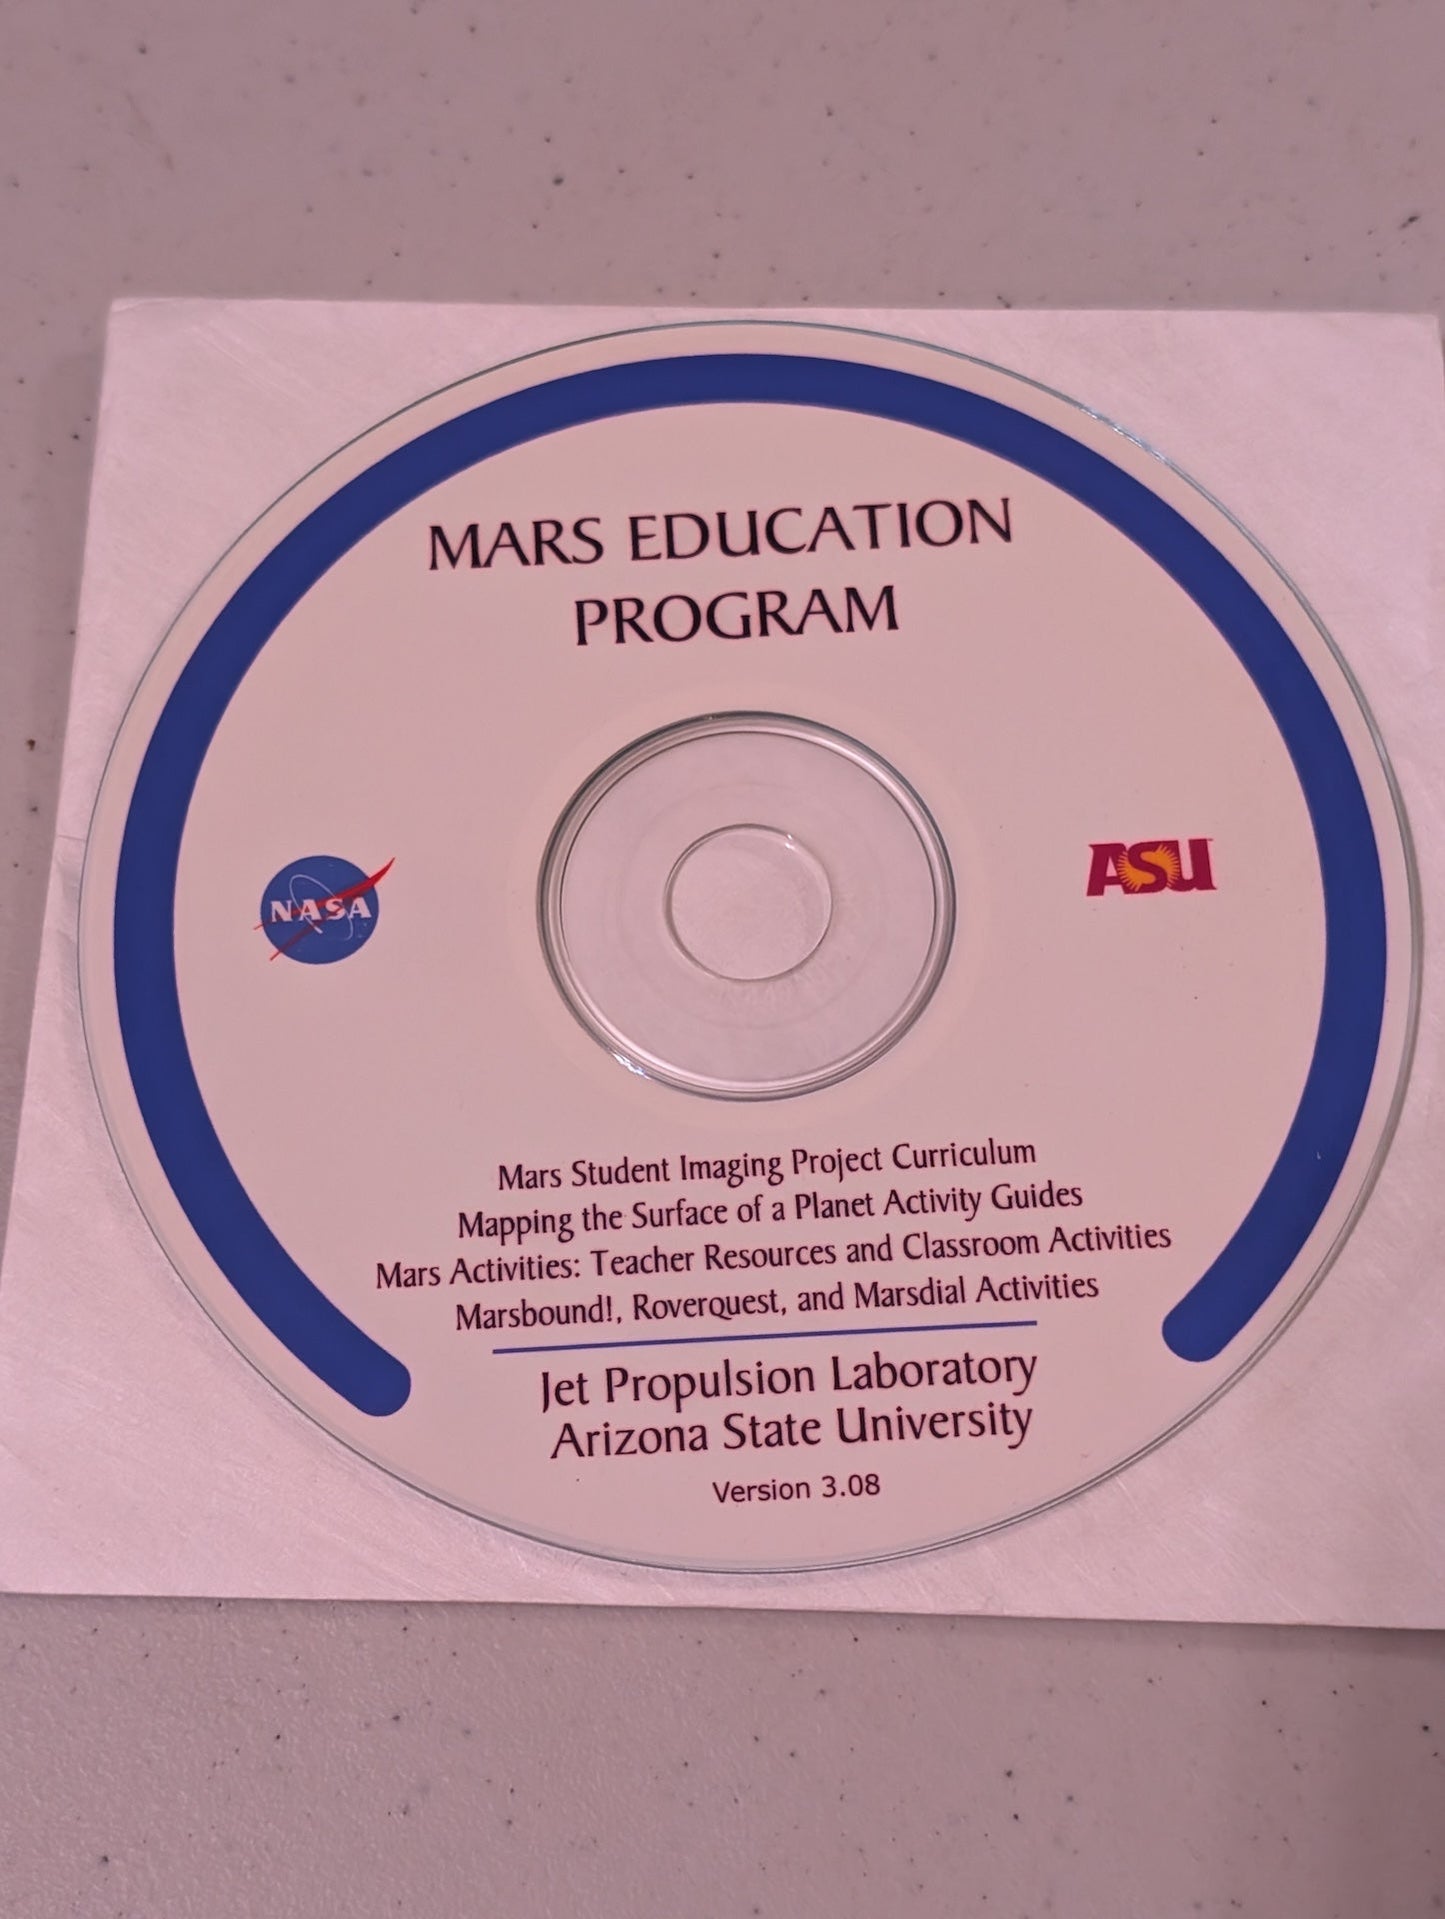 MARS EDUCATION
PROGRAM
NASA
ASU
Mars Student Imaging Project Curriculum
Mapping the Surface of a Planet Activity Guides
Mars Activities: Teacher Resources and Classroom Activities
Marsbound!, Roverquest, and Marsdial Activities
Jet Propulsion Laboratory
Arizona State University
Version 3.08